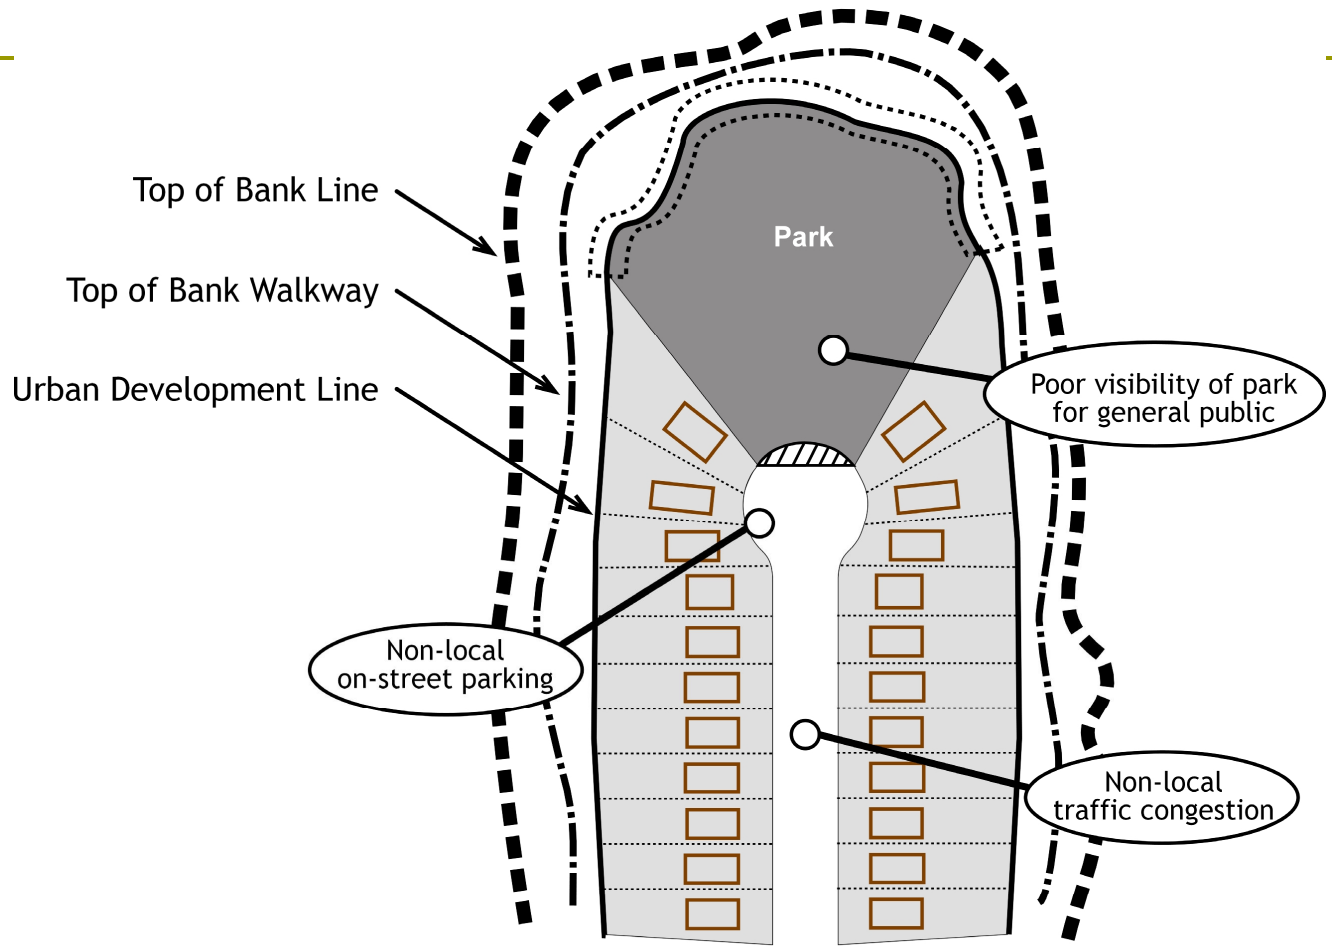 Top of Bank Line
Park
Top of Bank Walkway
Urban Development Line
Poor visibility of park
for general public
Non-local
on-street parking
Non-local
traffic congestion